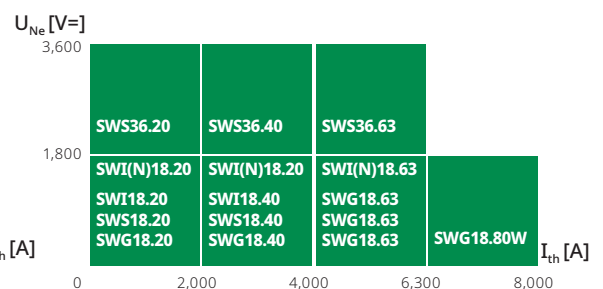 U_Ne [V=]
3,600
SWS36.20 SWS36.40 SWS36.63
1,800
SWI(N)18.20 SWI(N)18.20 SWI(N)18.63
SWI18.20 SWI18.40 SWG18.63
SWS18.20 SWS18.40 SWG18.63
SWG18.20 SWG18.40 SWG18.63 SWG18.80W
h [A] I_th [A]
0 2,000 4,000 6,300 8,000